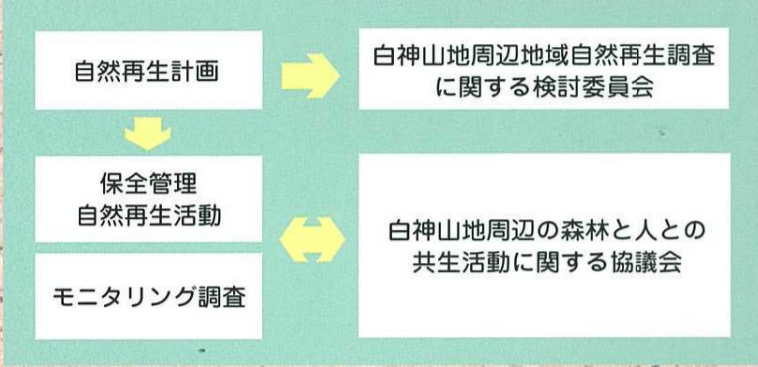 自然再生計画
白神山地周辺地域自然再生調査
に関する検討委員会
保全管理
自然再生活動
モニタリング調査
白神山地周辺の森林と人との
共生活動に関する協議会